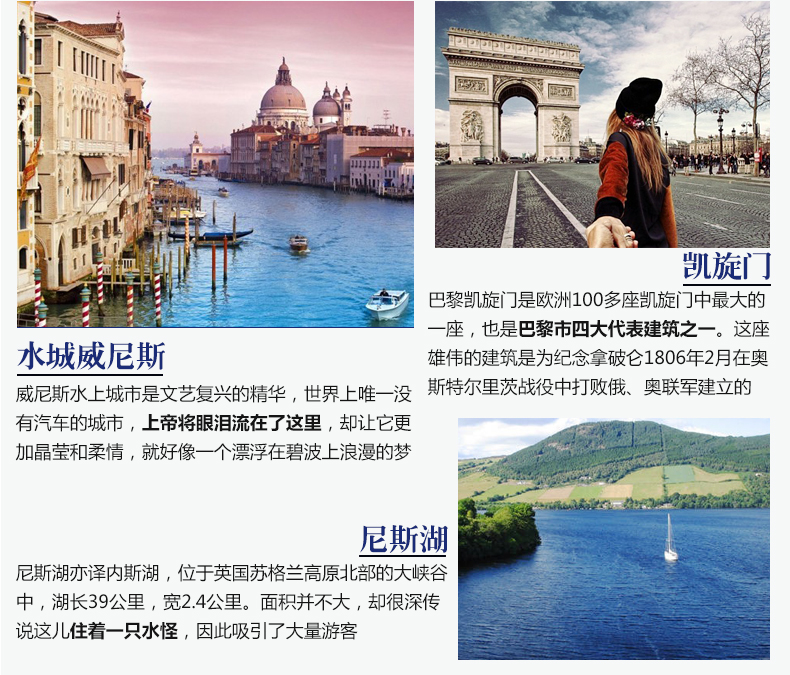 水城威尼斯
威尼斯水上城市是文艺复兴的精华，世界上唯一没
有汽车的城市，上帝将眼泪流在了这里，却让它更
加晶莹和柔情，就好像一个漂浮在碧波上浪漫的梦
凯旋门
巴黎凯旋门是欧洲100多座凯旋门中最大的
一座，也是巴黎市四大代表建筑之一。这座
雄伟的建筑是为纪念拿破仑1806年2月在奥
斯特尔里茨战役中打败俄、奥联军建立的
尼斯湖
尼斯湖亦译内斯湖，位于英国苏格兰高原北部的大峡谷
中，湖长39公里，宽2.4公里。面积并不大，却很深传
说这儿住着一只水怪，因此吸引了大量游客